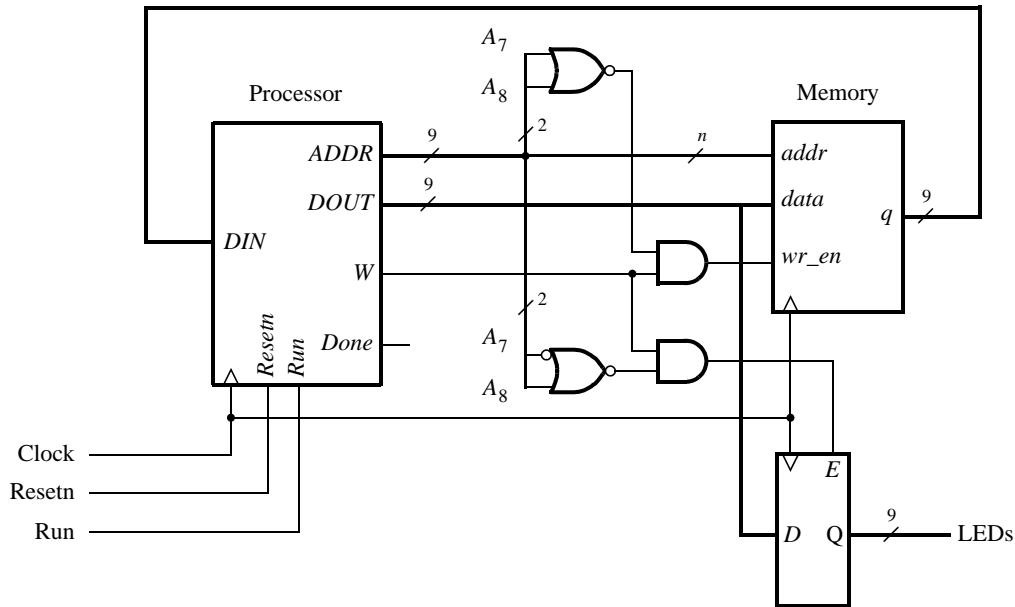 A7
A8
Processor
Memory
2
9
n
ADDR
addr
9
DOUT
data
9
q
DIN
wr_en
W
2
Resetn
Run
Done
A7
A8
Clock
E
Resetn
9
Run
D
Q
LEDs